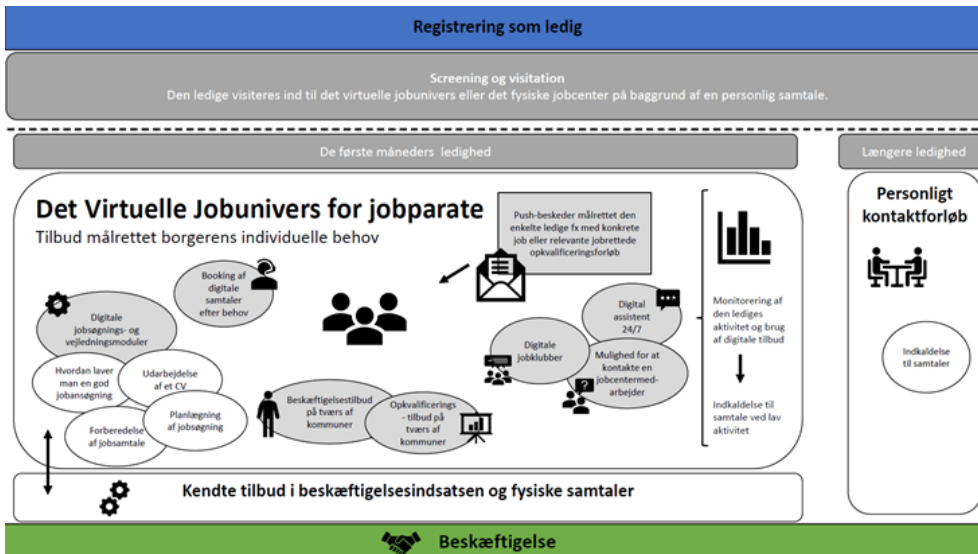 Registrering som ledig
Screening og visitation
Den ledige visiteres ind til det virtuelle jobunivers eller det fysiske jobcenter på baggrund af en personlig samtale.
De første måneders ledighed
Længere ledighed
Det Virtuelle Jobunivers for jobparate
Tilbud målrettet borgerens individuelle behov
Push-beskeder målrettet den
enkelte ledige fx med konkrete
job eller relevante jobrettede
opkvalificeringsforløb
Booking af
digitale
samtaler
efter behov
Digitale
jobsøgnings- og
vejledningsmoduler
Hvordan laver
man en god
jobansøgning
Udarbejdelse
af et CV
Forberedelse
af jobsamtale
Planlægning
af jobsøgning
Beskæftigelsestilbud
på tværs af
kommuner
Opkvalificerings
- tilbud på
tværs af
kommuner
Digitale
jobklubber
Digital
assistent
24/7
Mulighed for at
kontakte en
jobcentermed-
arbejder
Monitorering af
den lediges
aktivitet og brug
af digitale tilbud
Indkaldelse til
samtale ved lav
aktivitet
Personligt
kontaktforløb
Indkaldelse
til samtaler
Kendte tilbud i beskæftigelsesindsatsen og fysiske samtaler
Beskæftigelse